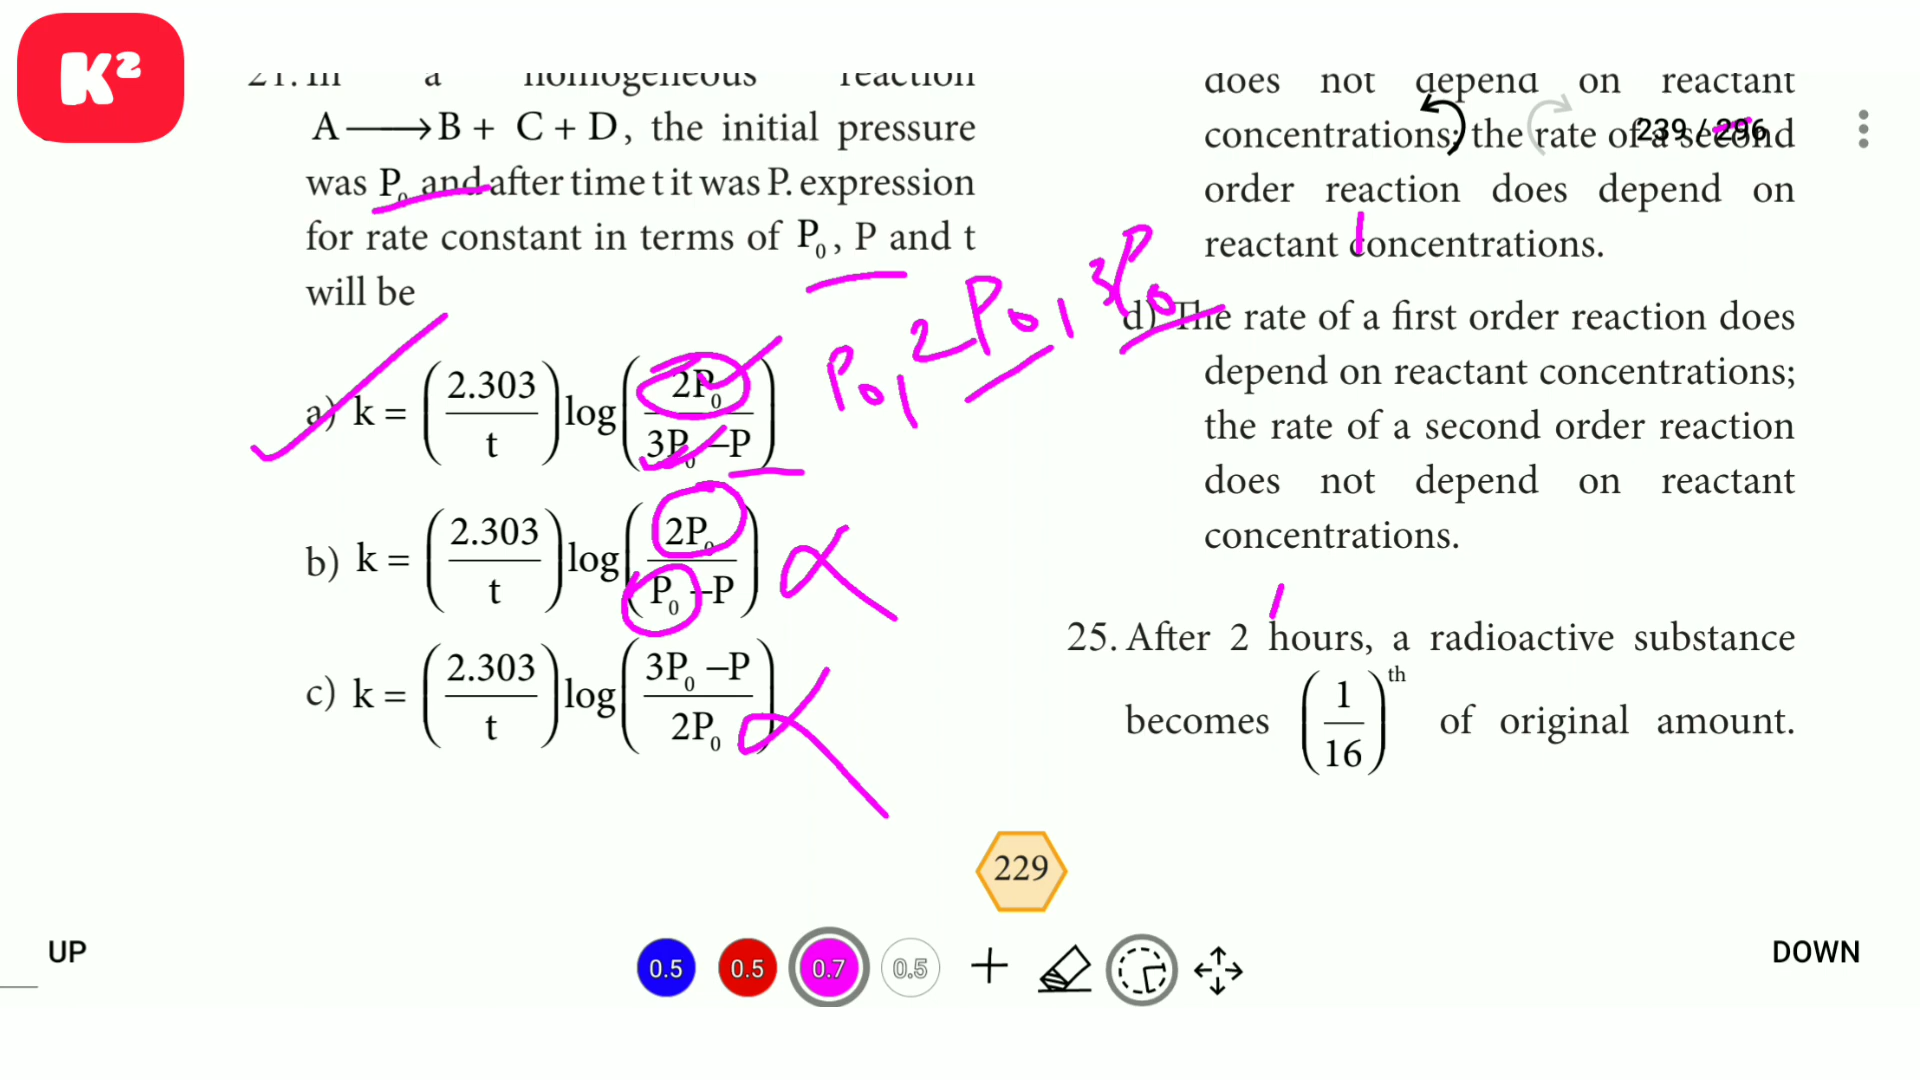 K²
21. In a homogeneous reaction
A ⟶ B + C + D, the initial pressure
was P₀ and after time t it was P. expression
for rate constant in terms of P₀, P and t
will be
a) k = (2.303/t) log (2P₀/(3P₀ – P))
b) k = (2.303/t) log (2P₀/(P₀ – P))
c) k = (2.303/t) log ((3P₀ – P)/2P₀)
P₀, 2P₀, 3P₀
does not depend on reactant
concentrations; the rate of a second
order reaction does depend on
reactant concentrations.
239 / 296
d) The rate of a first order reaction does
depend on reactant concentrations;
the rate of a second order reaction
does not depend on reactant
concentrations.
25. After 2 hours, a radioactive substance
becomes (1/16)ᵗʰ of original amount.
229
UP
0.5 0.5 0.7 0.5
DOWN